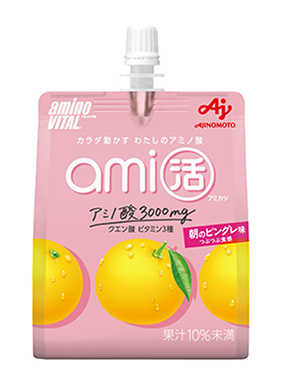 amino
VITAL
Aj
AJINOMOTO
カラダ動かす わたしのアミノ酸
ami活
アミカツ
アミノ酸3000mg
クエン酸 ビタミン3種
朝のピングレ味
つぶつぶ食感
果汁10%未満